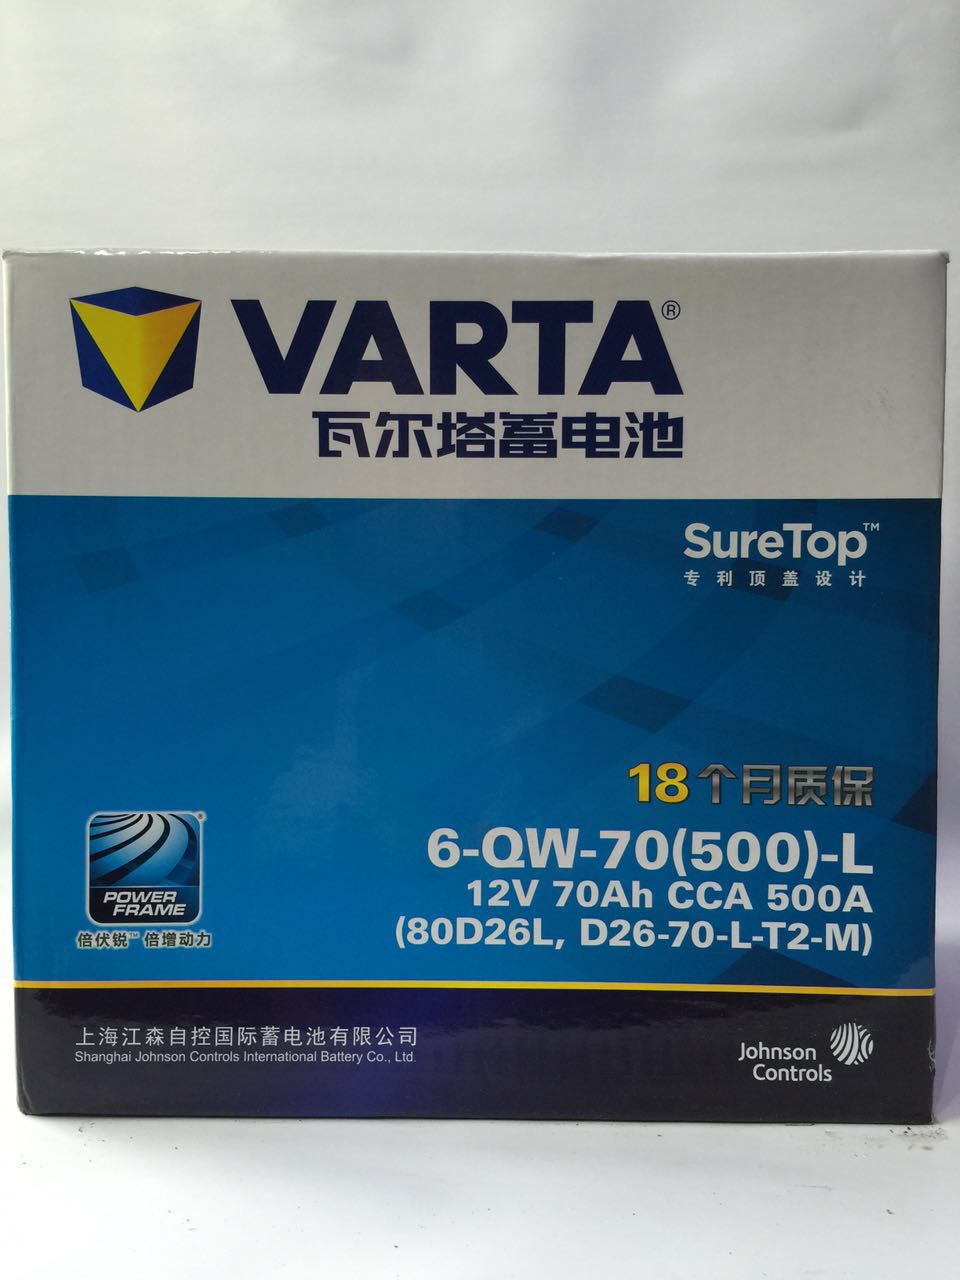 VARTA®
瓦尔塔蓄电池
SureTop™
专利顶盖设计
18个月质保
6-QW-70(500)-L
12V 70Ah CCA 500A
(80D26L, D26-70-L-T2-M)
POWER
FRAME®
倍伏锐™ 倍增动力
上海江森自控国际蓄电池有限公司
Shanghai Johnson Controls International Battery Co., Ltd.
Johnson
Controls